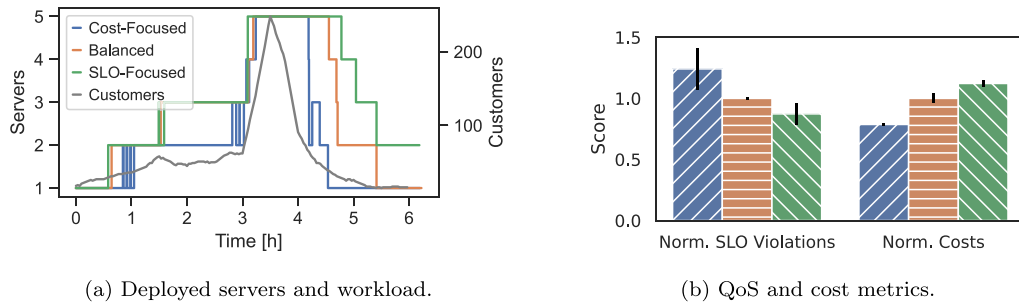 5
4
3
2
1
Servers
Cost-Focused
Balanced
SLO-Focused
Customers
200
100
Customers
0 1 2 3 4 5 6
Time [h]
(a) Deployed servers and workload.
1.5
1.0
0.5
0.0
Score
Norm. SLO Violations Norm. Costs
(b) QoS and cost metrics.